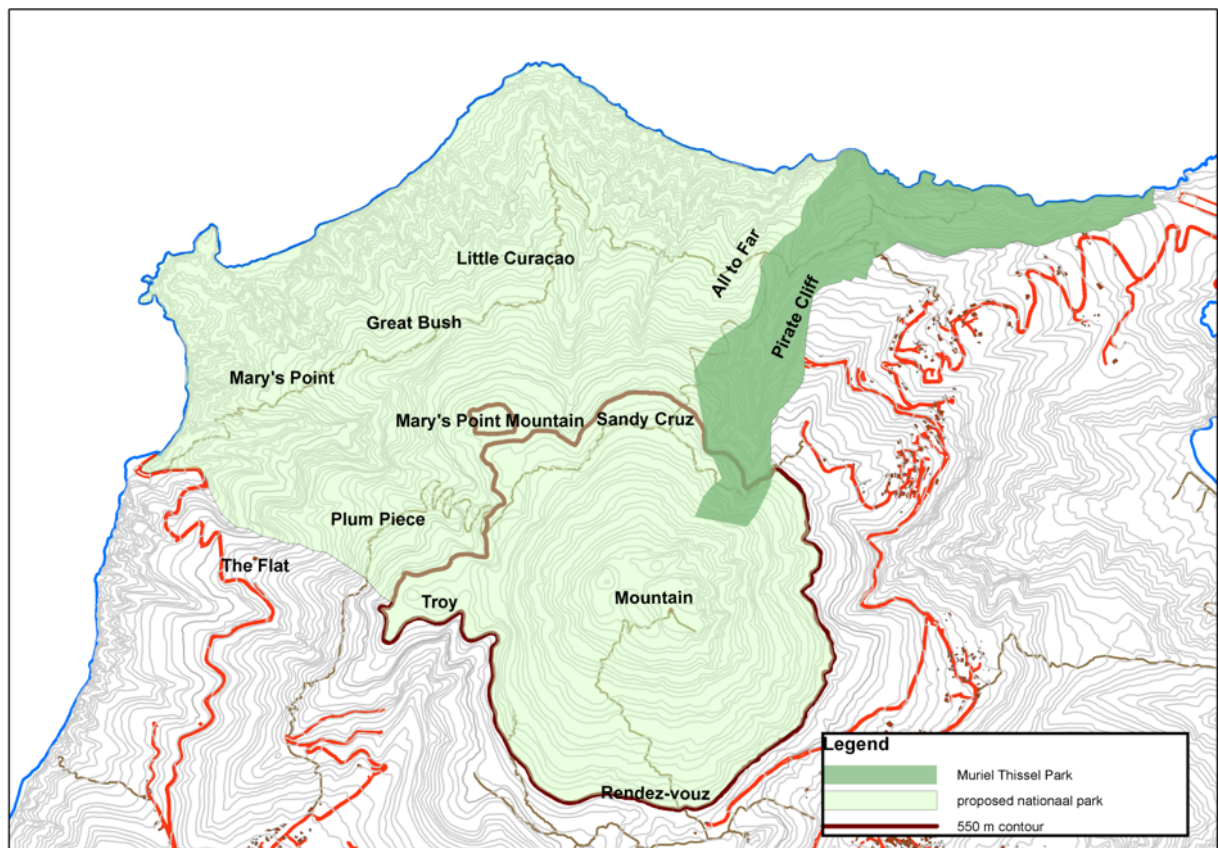 All to Far
Little Curaçao
Pirate Cliff
Great Bush
Mary's Point
Mary's Point Mountain
Sandy Cruz
Plum Piece
The Flat
Troy
Mountain
Rendez-vouz
Legend
Muriel Thissel Park
proposed nationaal park
550 m contour